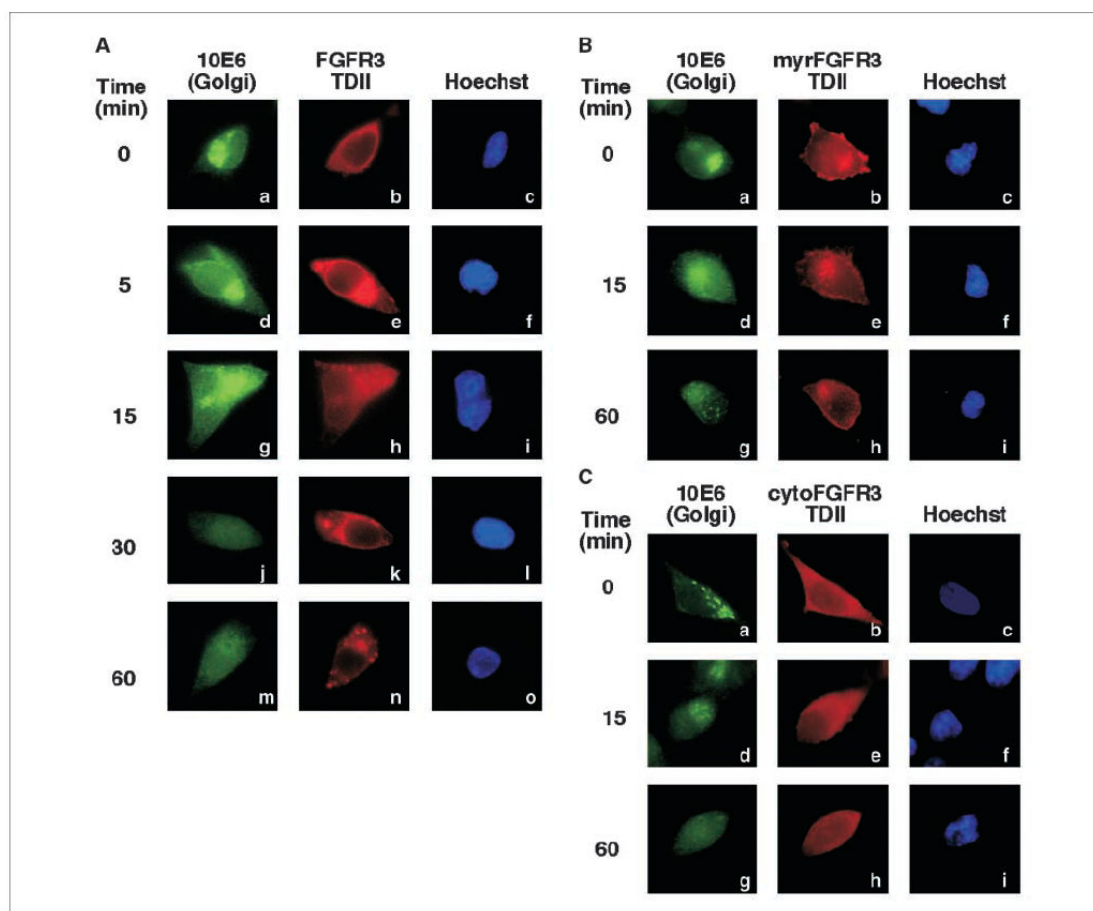 A
10E6 FGFR3
Time (Golgi) TDII Hoechst
(min)
0
a b c
5
d e f
15
g h i
30
j k l
60
m n o
B
10E6 myrFGFR3
Time (Golgi) TDII Hoechst
(min)
0
a b c
15
d e f
60
g h i
C
10E6 cytoFGFR3
Time (Golgi) TDII Hoechst
(min)
0
a b c
15
d e f
60
g h i